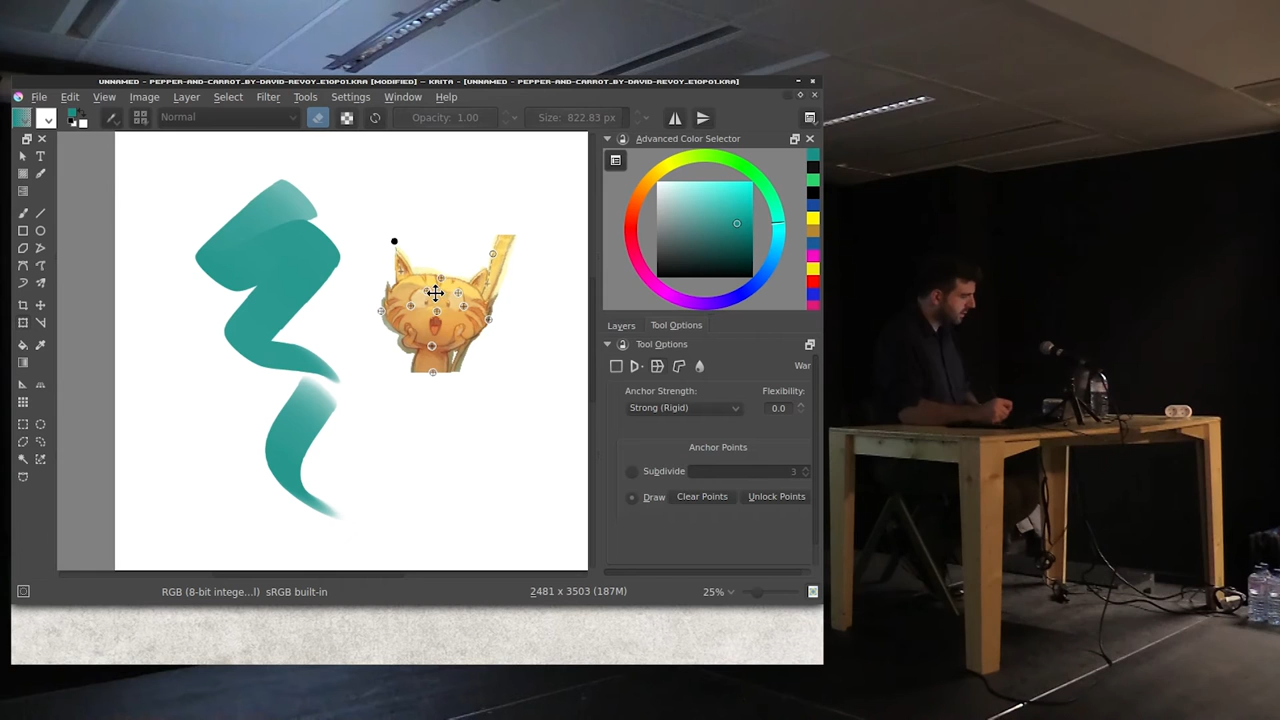 UNNAMED - PEPPER-AND-CARROT_BY-DAVID-REVOY_E10P01.KRA [MODIFIED] – KRITA - [UNNAMED - PEPPER-AND-CARROT_BY-DAVID-REVOY_E10P01.KRA]
File Edit View Image Layer Select Filter Tools Settings Window Help
Normal Opacity: 1.00 Size: 822.83 px
Advanced Color Selector
Layers Tool Options
Tool Options
War
Anchor Strength: Flexibility:
Strong (Rigid) 0.0
Anchor Points
Subdivide 3
Draw Clear Points Unlock Points
RGB (8-bit intege...l) sRGB built-in 2481 x 3503 (187M) 25%